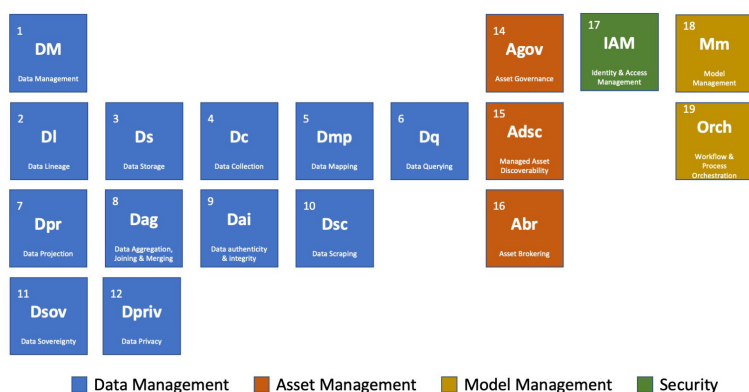 1
DM
Data Management
14
Agov
Asset Governance
17
IAM
Identity & Access
Management
18
Mm
Model
Management
2
Dl
Data Lineage
3
Ds
Data Storage
4
Dc
Data Collection
5
Dmp
Data Mapping
6
Dq
Data Querying
15
Adsc
Managed Asset
Discoverability
19
Orch
Workflow &
Process
Orchestration
7
Dpr
Data Projection
8
Dag
Data Aggregation,
Joining & Merging
9
Dai
Data authenticity
& integrity
10
Dsc
Data Scraping
16
Abr
Asset Brokering
11
Dsov
Data Sovereignty
12
Dpriv
Data Privacy
Data Management
Asset Management
Model Management
Security